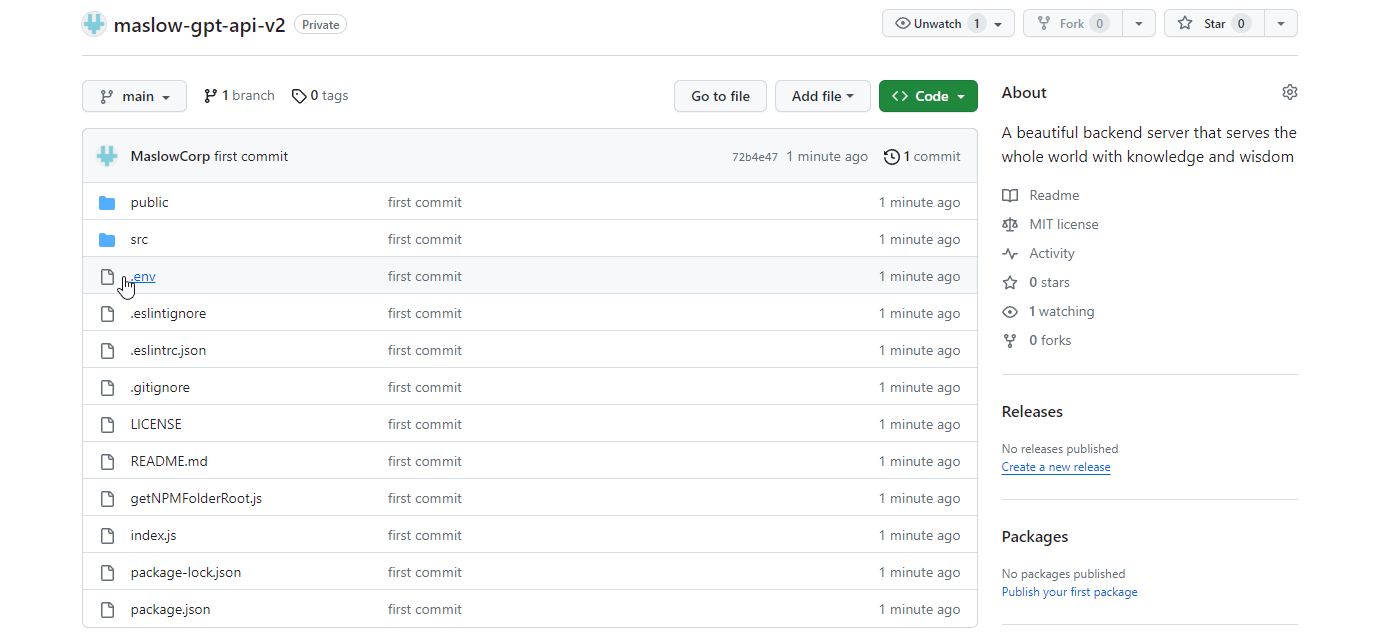 maslow-gpt-api-v2 Private Unwatch 1 Fork 0 Star 0
main 1 branch 0 tags Go to file Add file Code
MaslowCorp first commit 72b4e47 1 minute ago 1 commit
public first commit 1 minute ago
src first commit 1 minute ago
.env first commit 1 minute ago
.eslintignore first commit 1 minute ago
.eslintrc.json first commit 1 minute ago
.gitignore first commit 1 minute ago
LICENSE first commit 1 minute ago
README.md first commit 1 minute ago
getNPMFolderRoot.js first commit 1 minute ago
index.js first commit 1 minute ago
package-lock.json first commit 1 minute ago
package.json first commit 1 minute ago
About
A beautiful backend server that serves the
whole world with knowledge and wisdom
Readme
MIT license
Activity
0 stars
1 watching
0 forks
Releases
No releases published
Create a new release
Packages
No packages published
Publish your first package